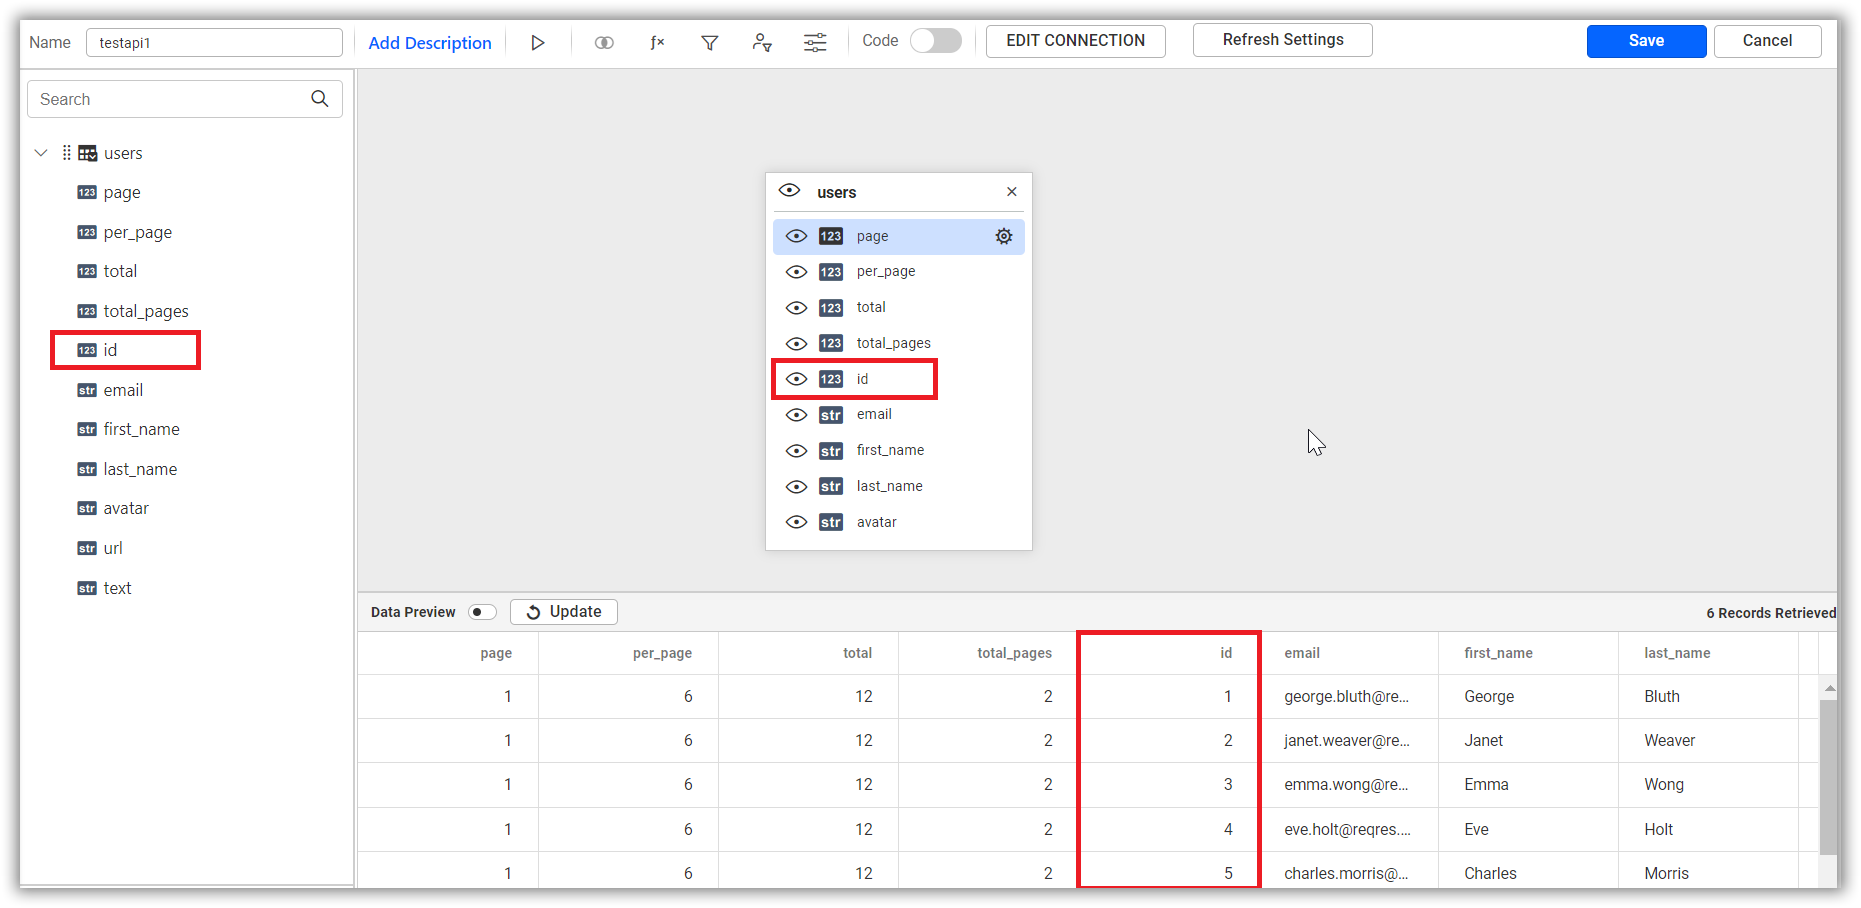 Name testapi1 Add Description ƒx Code EDIT CONNECTION Refresh Settings Save Cancel
Search
users
123 page
123 per_page
123 total
123 total_pages
123 id
str email
str first_name
str last_name
str avatar
str url
str text
users
123 page
123 per_page
123 total
123 total_pages
123 id
str email
str first_name
str last_name
str avatar
Data Preview Update 6 Records Retrieved
page per_page total total_pages id email first_name last_name
1 6 12 2 1 george.bluth@re... George Bluth
1 6 12 2 2 janet.weaver@re... Janet Weaver
1 6 12 2 3 emma.wong@re... Emma Wong
1 6 12 2 4 eve.holt@reqres.... Eve Holt
1 6 12 2 5 charles.morris@... Charles Morris